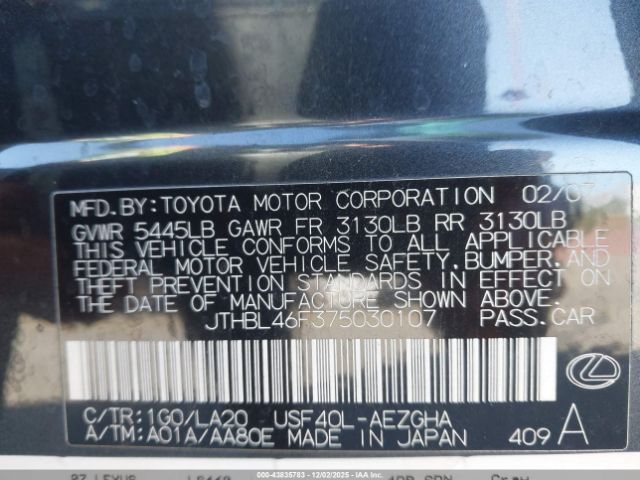 MFD.BY:TOYOTA MOTOR CORPORATION 02/07
GVWR 5445LB GAWR FR 3130LB RR 3130LB
THIS VEHICLE CONFORMS TO ALL APPLICABLE
FEDERAL MOTOR VEHICLE SAFETY, BUMPER, AND
THEFT PREVENTION STANDARDS IN EFFECT ON
THE DATE OF MANUFACTURE SHOWN ABOVE.
JTHBL46F375030107 PASS.CAR
C/TR:1G0/LA20 USF40L-AEZGHA
A/TM:A01A/AA80E MADE IN JAPAN 409 A
000-43835783 - 12/02/2025 - IAAI.COM